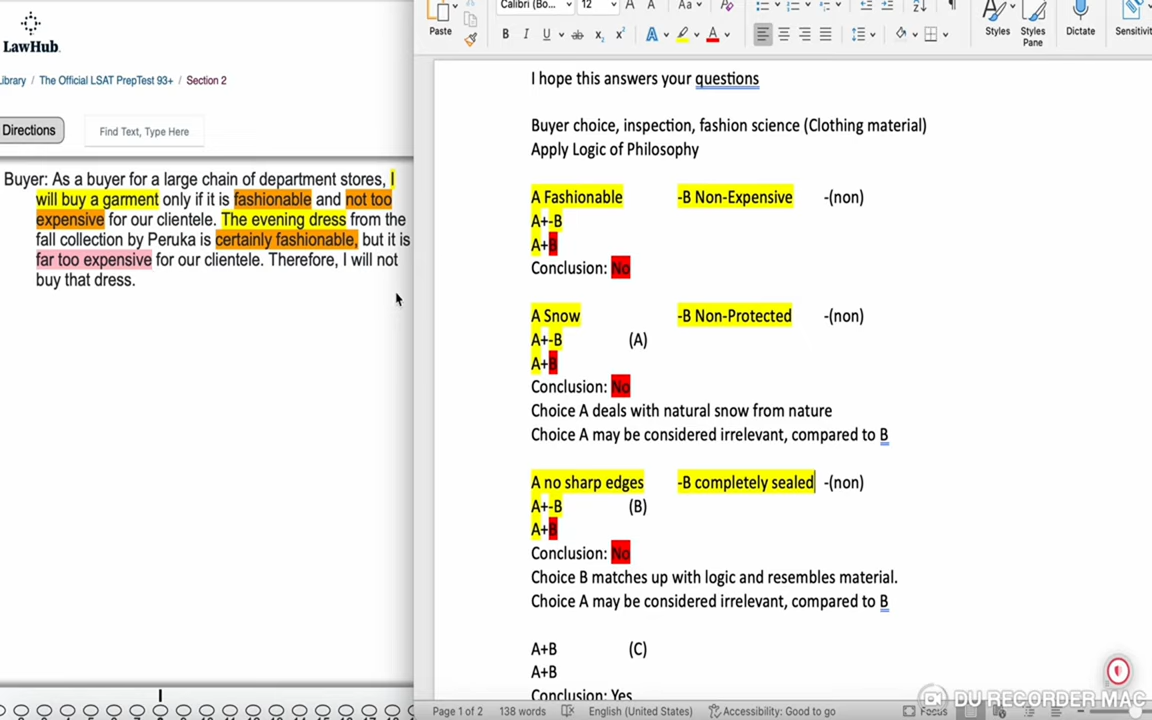 LawHub
Library / The Official LSAT PrepTest 93+ / Section 2
Directions
Find Text, Type Here
Buyer: As a buyer for a large chain of department stores, I
will buy a garment only if it is fashionable and not too
expensive for our clientele. The evening dress from the
fall collection by Peruka is certainly fashionable, but it is
far too expensive for our clientele. Therefore, I will not
buy that dress.
Calibri (Bo... 12
Paste
Styles
Styles Pane
Dictate
Sensitivi
I hope this answers your questions
Buyer choice, inspection, fashion science (Clothing material)
Apply Logic of Philosophy
A Fashionable -B Non-Expensive -(non)
A+-B
A+B
Conclusion: No
A Snow -B Non-Protected -(non)
A+-B (A)
A+B
Conclusion: No
Choice A deals with natural snow from nature
Choice A may be considered irrelevant, compared to B
A no sharp edges -B completely sealed -(non)
A+-B (B)
A+B
Conclusion: No
Choice B matches up with logic and resembles material.
Choice A may be considered irrelevant, compared to B
A+B (C)
A+B
Conclusion: Yes
Page 1 of 2 138 words English (United States) Accessibility: Good to go Focus
DU RECORDER MAC